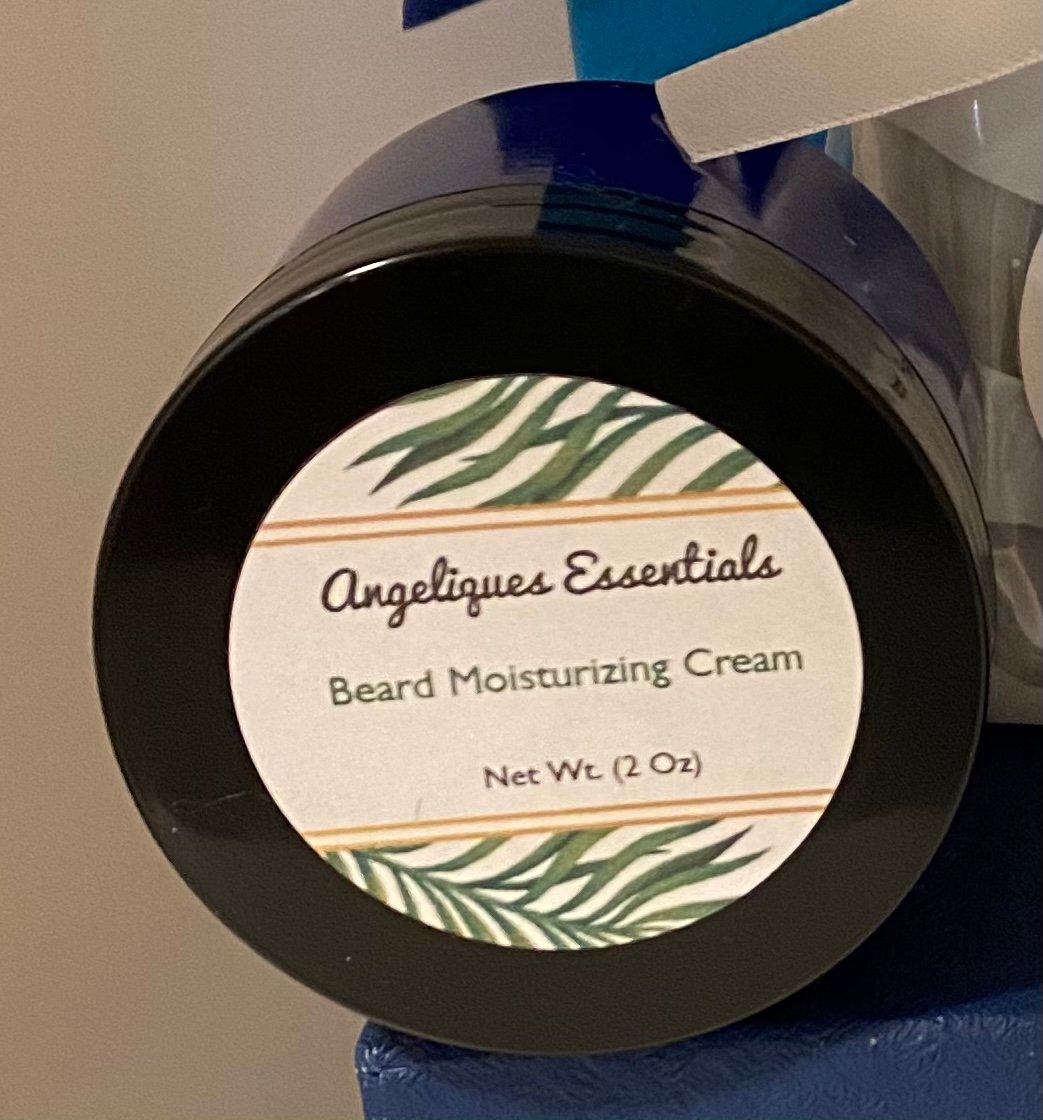 Angeliques Essentials
Beard Moisturizing Cream
Net Wt. (2 Oz)